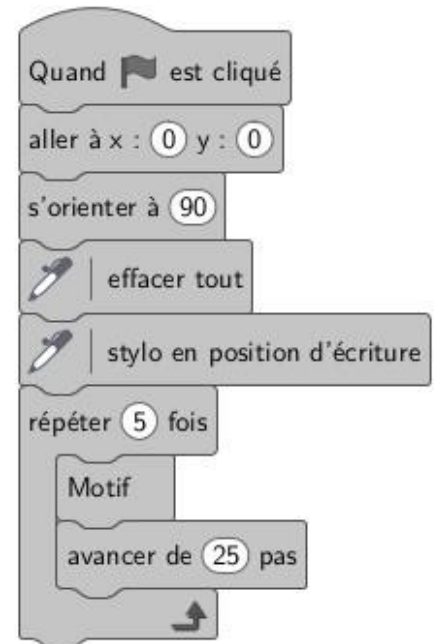 Quand est cliqué
aller à x : 0 y : 0
s'orienter à 90
effacer tout
stylo en position d'écriture
répéter 5 fois
Motif
avancer de 25 pas